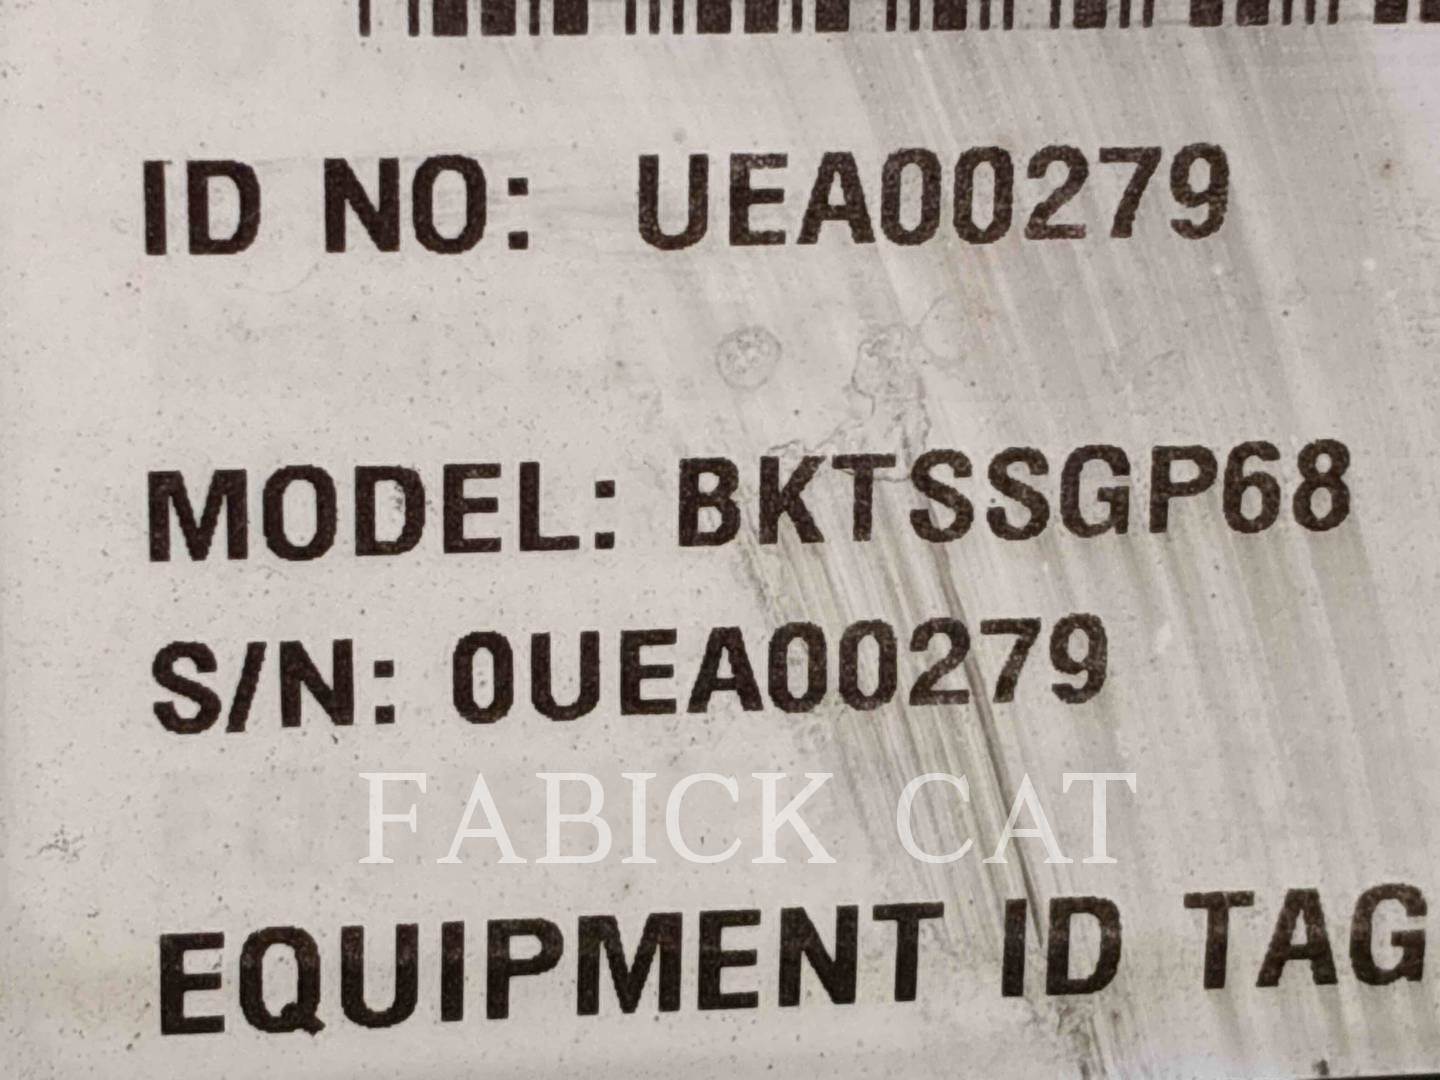 ID NO: UEA00279
MODEL: BKTSSGP68
S/N: 0UEA00279
FABICK CAT
EQUIPMENT ID TAG